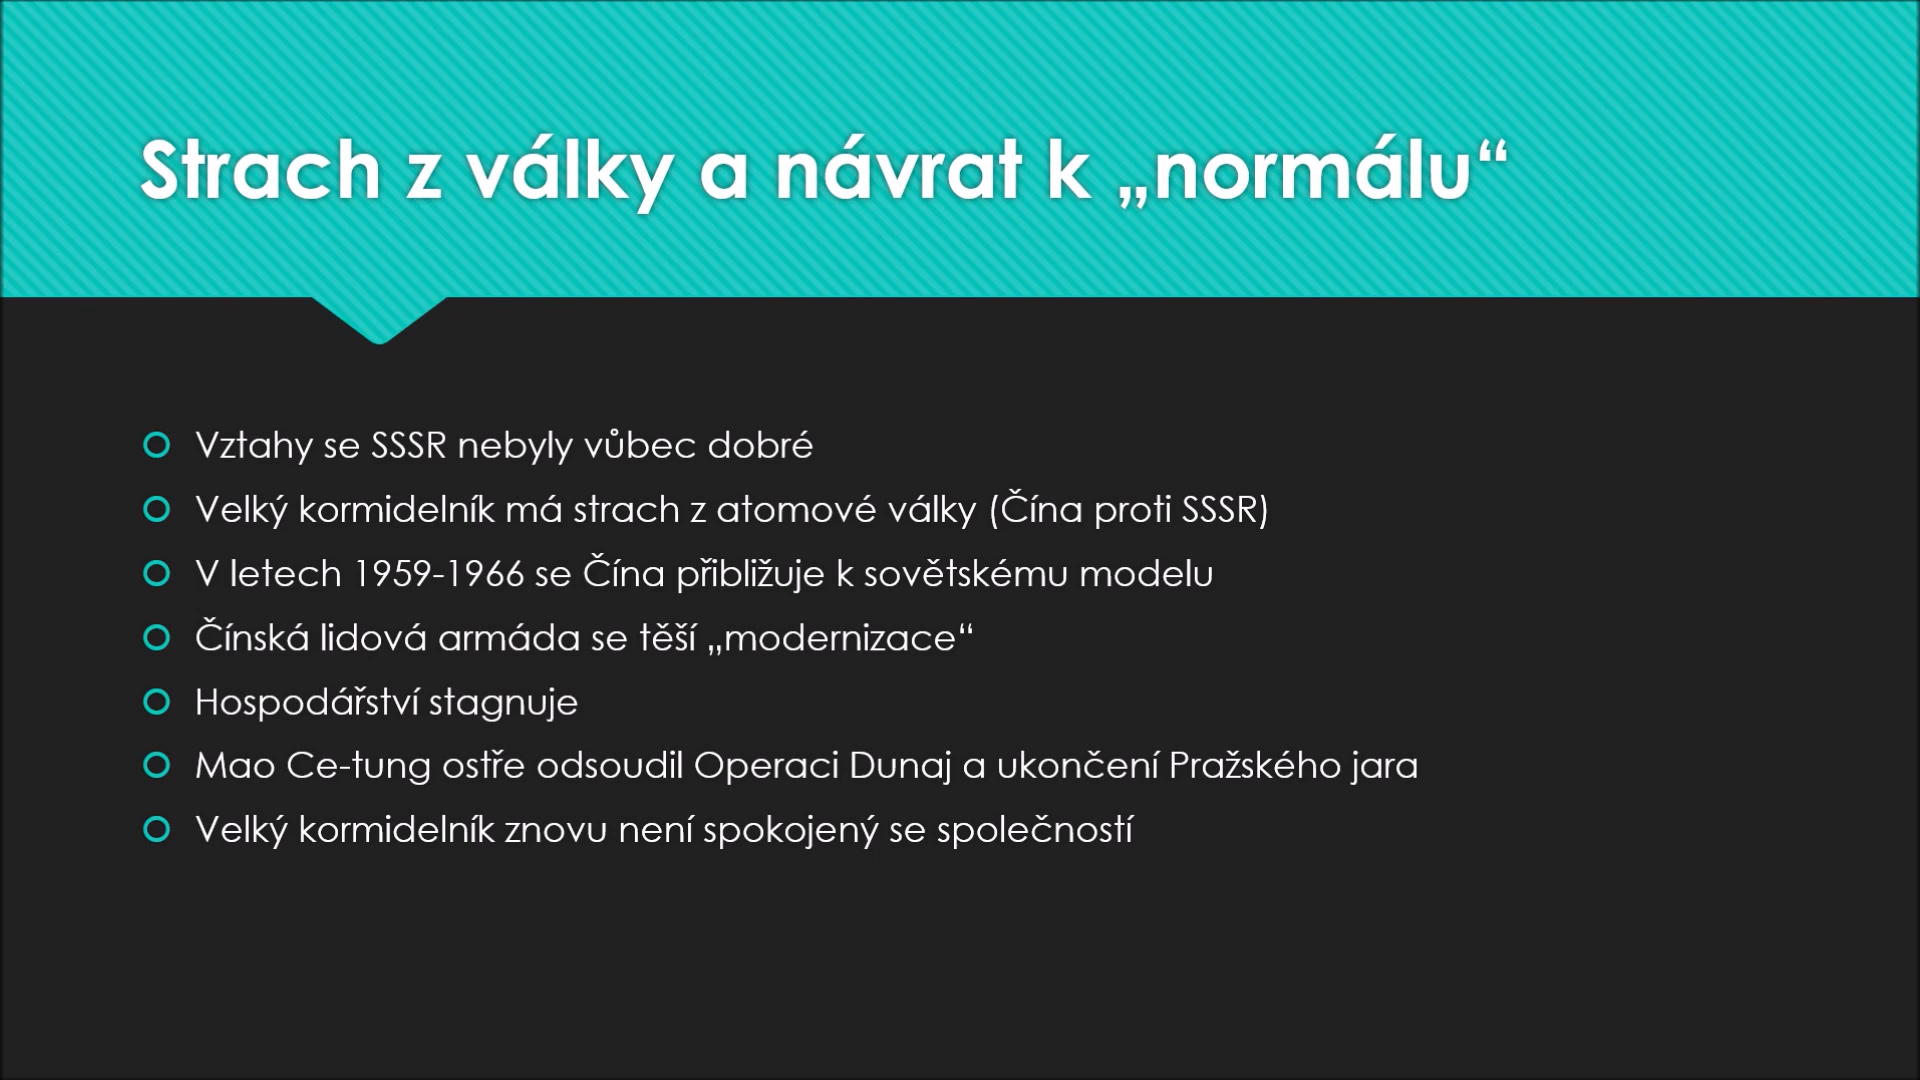 Strach z války a návrat k „normálu“
Vztahy se SSSR nebyly vůbec dobré
Velký kormidelník má strach z atomové války (Čína proti SSSR)
V letech 1959-1966 se Čína přibližuje k sovětskému modelu
Čínská lidová armáda se těší „modernizace“
Hospodářství stagnuje
Mao Ce-tung ostře odsoudil Operaci Dunaj a ukončení Pražského jara
Velký kormidelník znovu není spokojený se společností